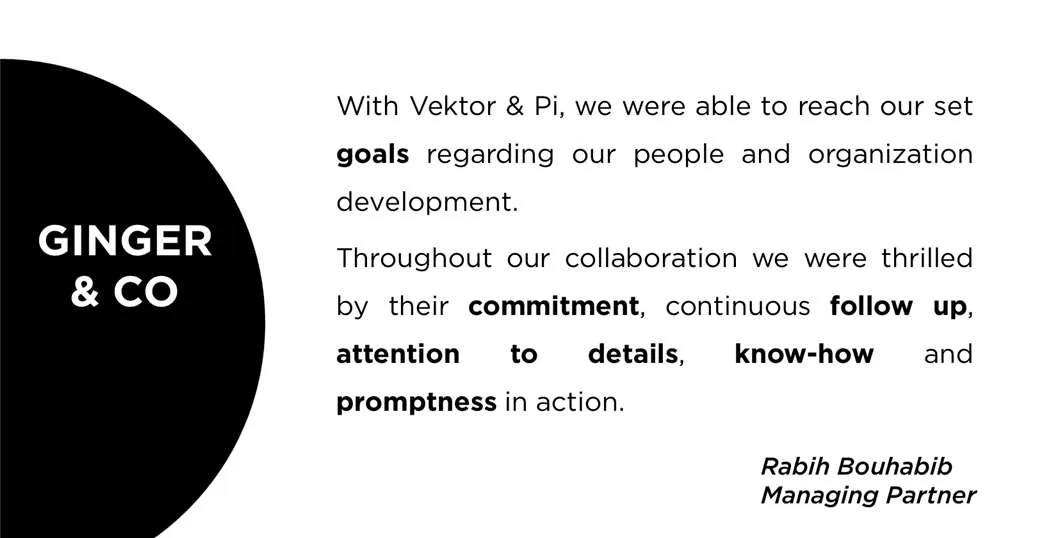 GINGER
& CO
With Vektor & Pi, we were able to reach our set
goals regarding our people and organization
development.
Throughout our collaboration we were thrilled
by their commitment, continuous follow up,
attention to details, know-how and
promptness in action.
Rabih Bouhabib
Managing Partner